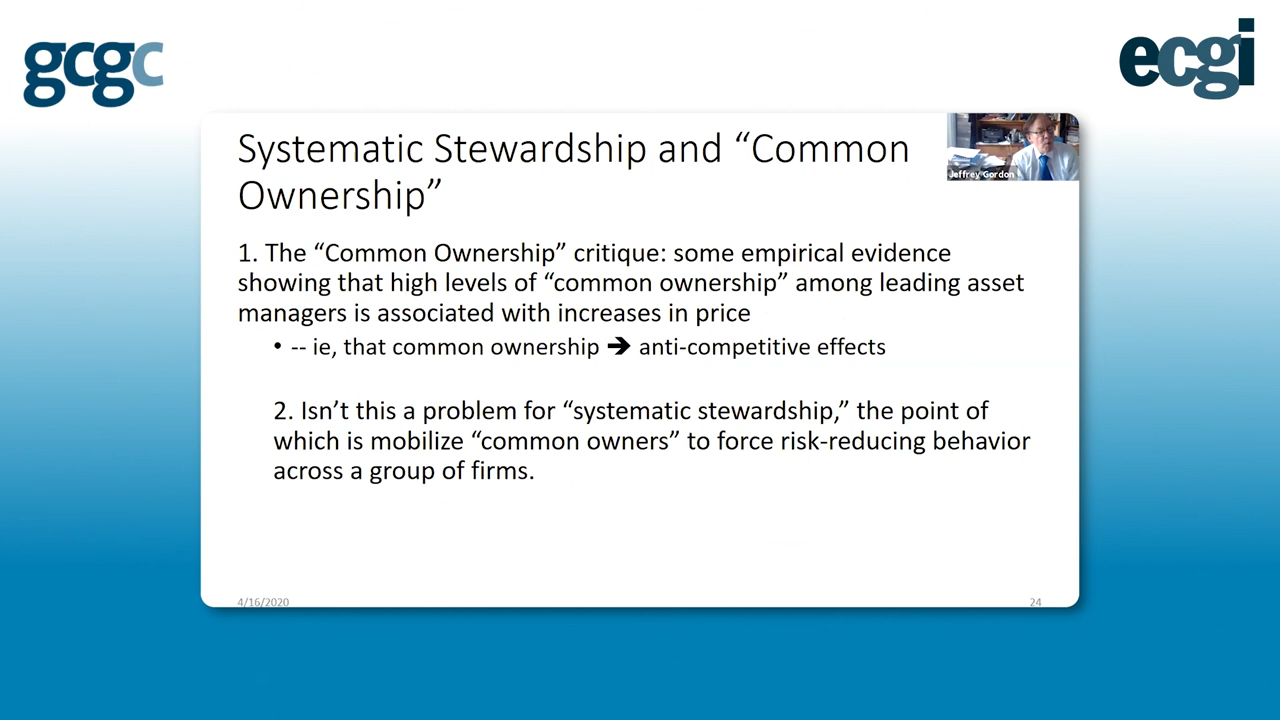 gcgc
ecgi
Systematic Stewardship and “Common
Ownership”
Jeffrey Gordon
1. The “Common Ownership” critique: some empirical evidence
showing that high levels of “common ownership” among leading asset
managers is associated with increases in price
• -- ie, that common ownership ➔ anti-competitive effects
2. Isn’t this a problem for “systematic stewardship,” the point of
which is mobilize “common owners” to force risk-reducing behavior
across a group of firms.
4/16/2020
24